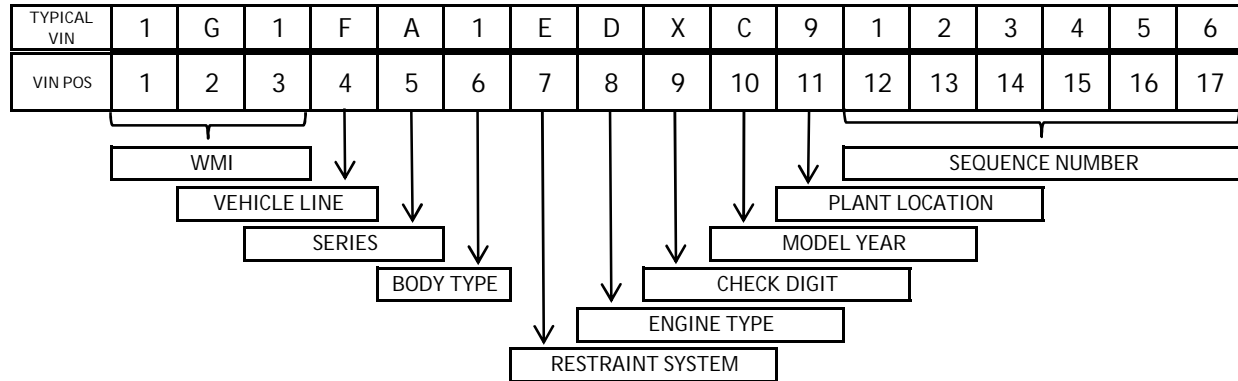 TYPICAL VIN 1 G 1 F A 1 E D X C 9 1 2 3 4 5 6
VIN POS 1 2 3 4 5 6 7 8 9 10 11 12 13 14 15 16 17
WMI SEQUENCE NUMBER
VEHICLE LINE PLANT LOCATION
SERIES MODEL YEAR
BODY TYPE CHECK DIGIT
ENGINE TYPE
RESTRAINT SYSTEM